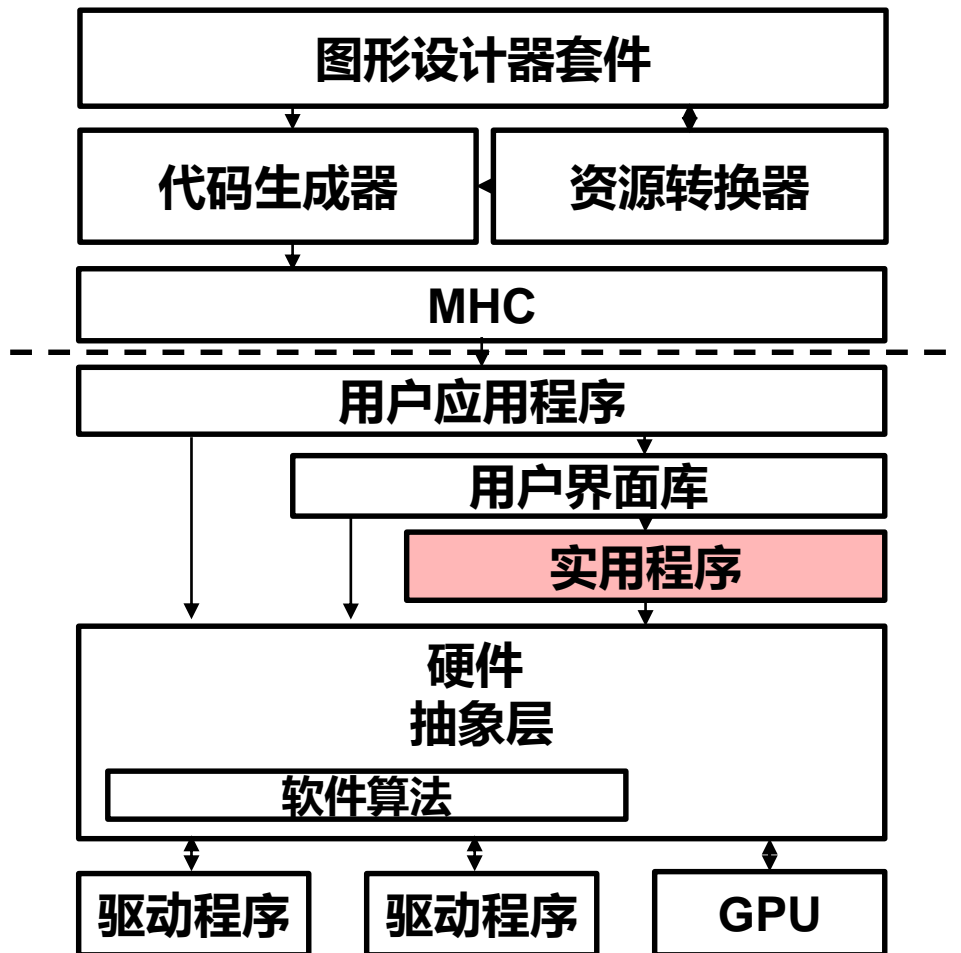 图形设计器套件
代码生成器
资源转换器
MHC
用户应用程序
用户界面库
实用程序
硬件
抽象层
软件算法
驱动程序
驱动程序
GPU